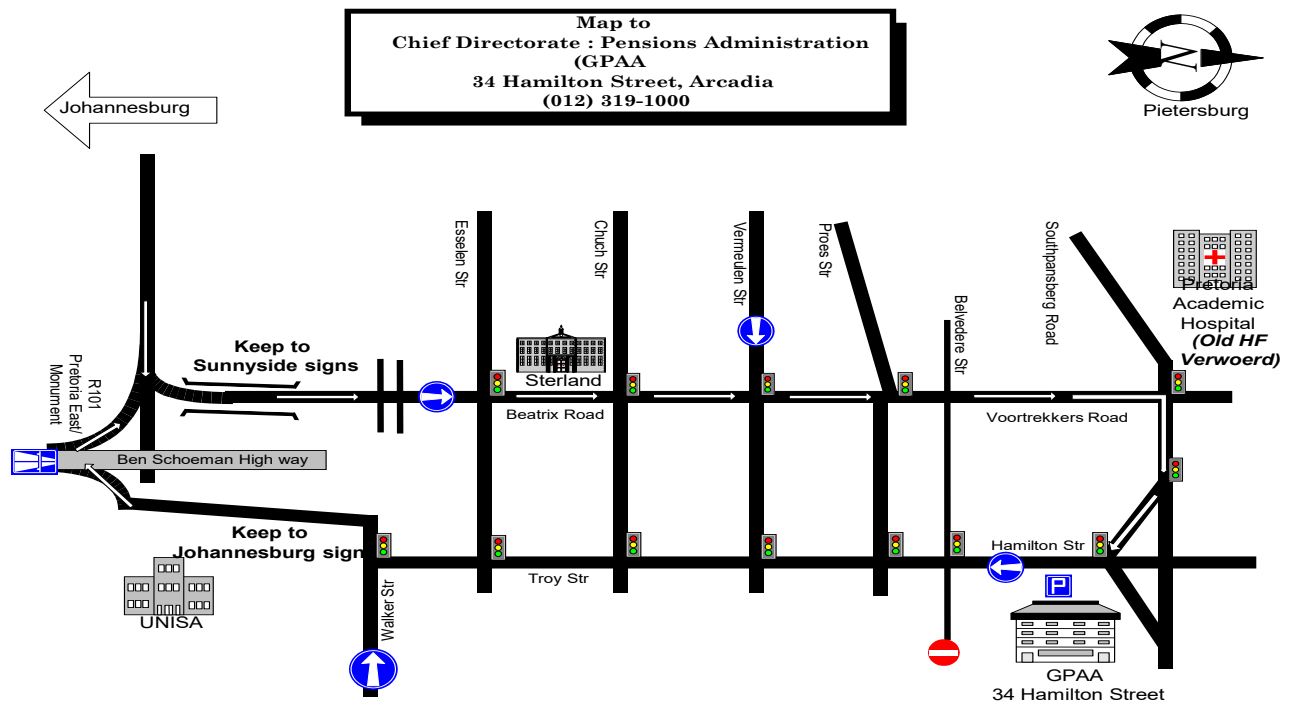 Map to
Chief Directorate : Pensions Administration
(GPAA
34 Hamilton Street, Arcadia
(012) 319-1000
N
Pietersburg
Johannesburg
Esselen Str
Chuch Str
Vermeulen Str
Proes Str
Belvedere Str
Southpansberg Road
Pretoria
Academic
Hospital
(Old HF
Verwoerd)
Keep to
Sunnyside signs
Sterland
Beatrix Road
Voortrekkers Road
R101
Pretoria East/
Monument
Ben Schoeman High way
Keep to
Johannesburg sign
UNISA
Walker Str
Troy Str
Hamilton Str
P
GPAA
34 Hamilton Street